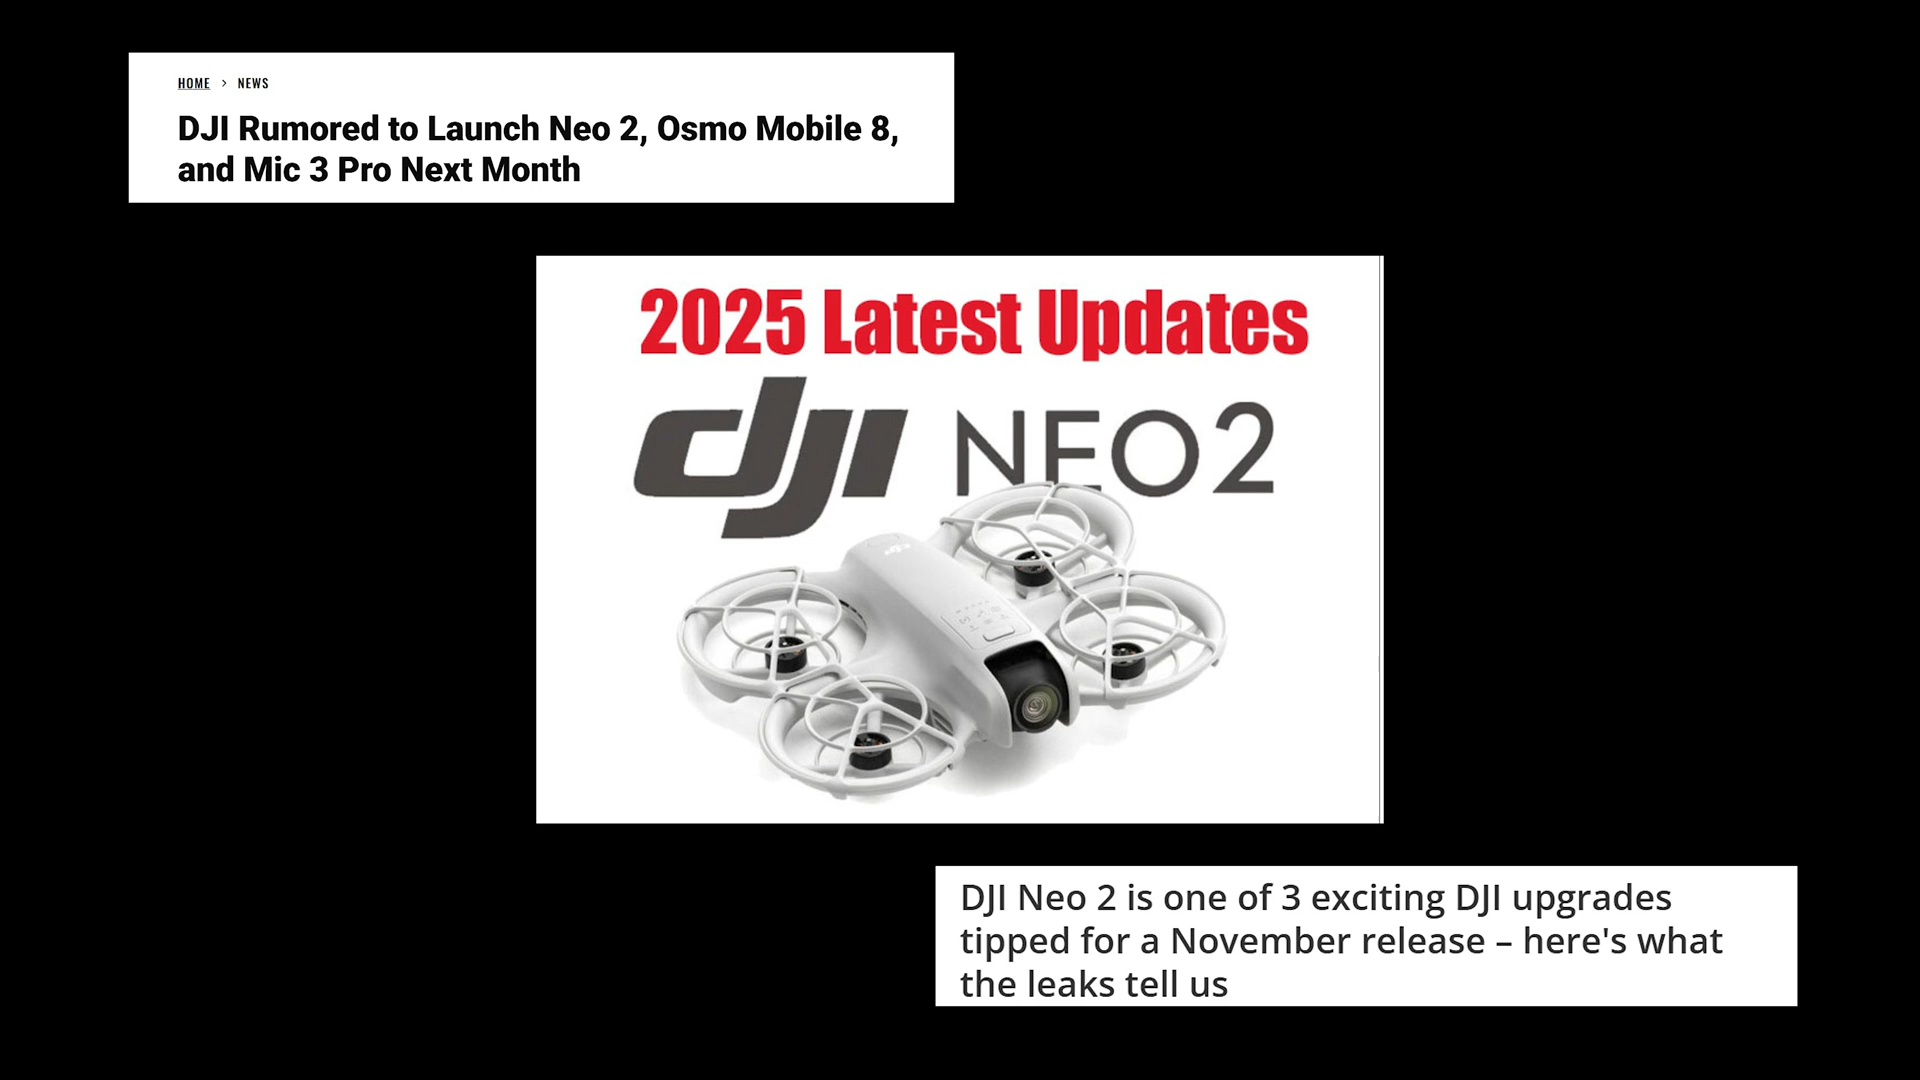 HOME > NEWS
DJI Rumored to Launch Neo 2, Osmo Mobile 8,
and Mic 3 Pro Next Month
2025 Latest Updates
dji NEO2
DJI Neo 2 is one of 3 exciting DJI upgrades
tipped for a November release – here's what
the leaks tell us